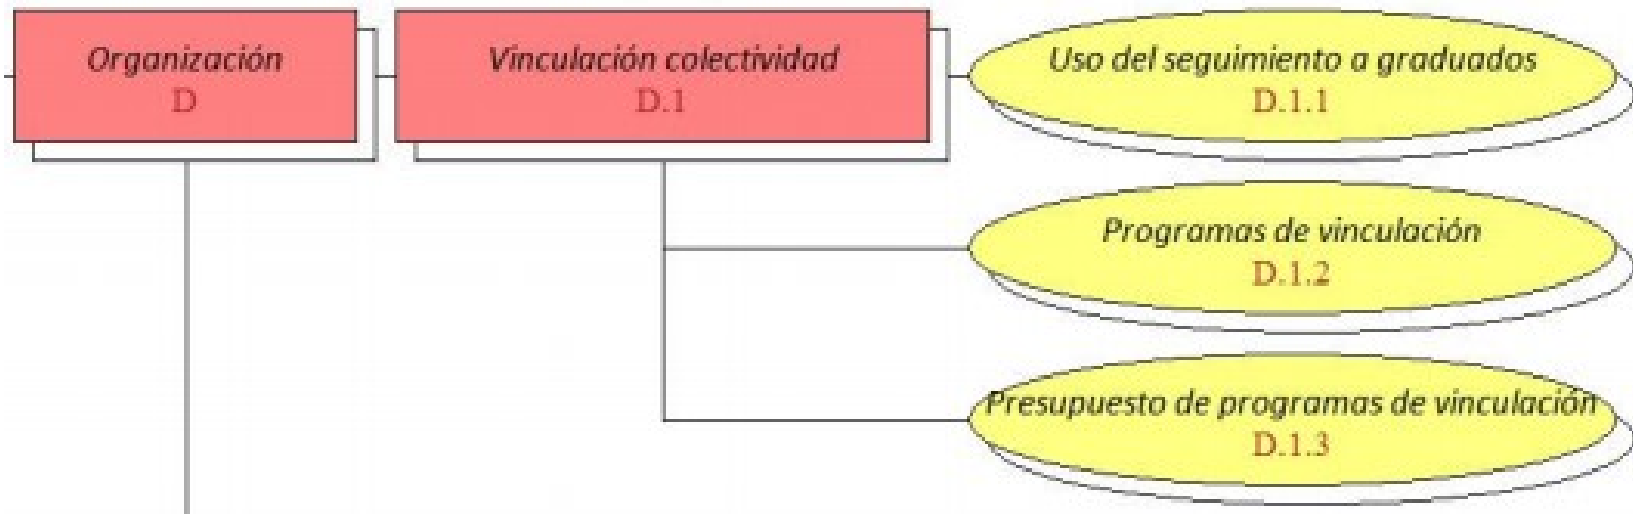 Organización
D
Vinculación colectividad
D.1
Uso del seguimiento a graduados
D.1.1
Programas de vinculación
D.1.2
Presupuesto de programas de vinculación
D.1.3